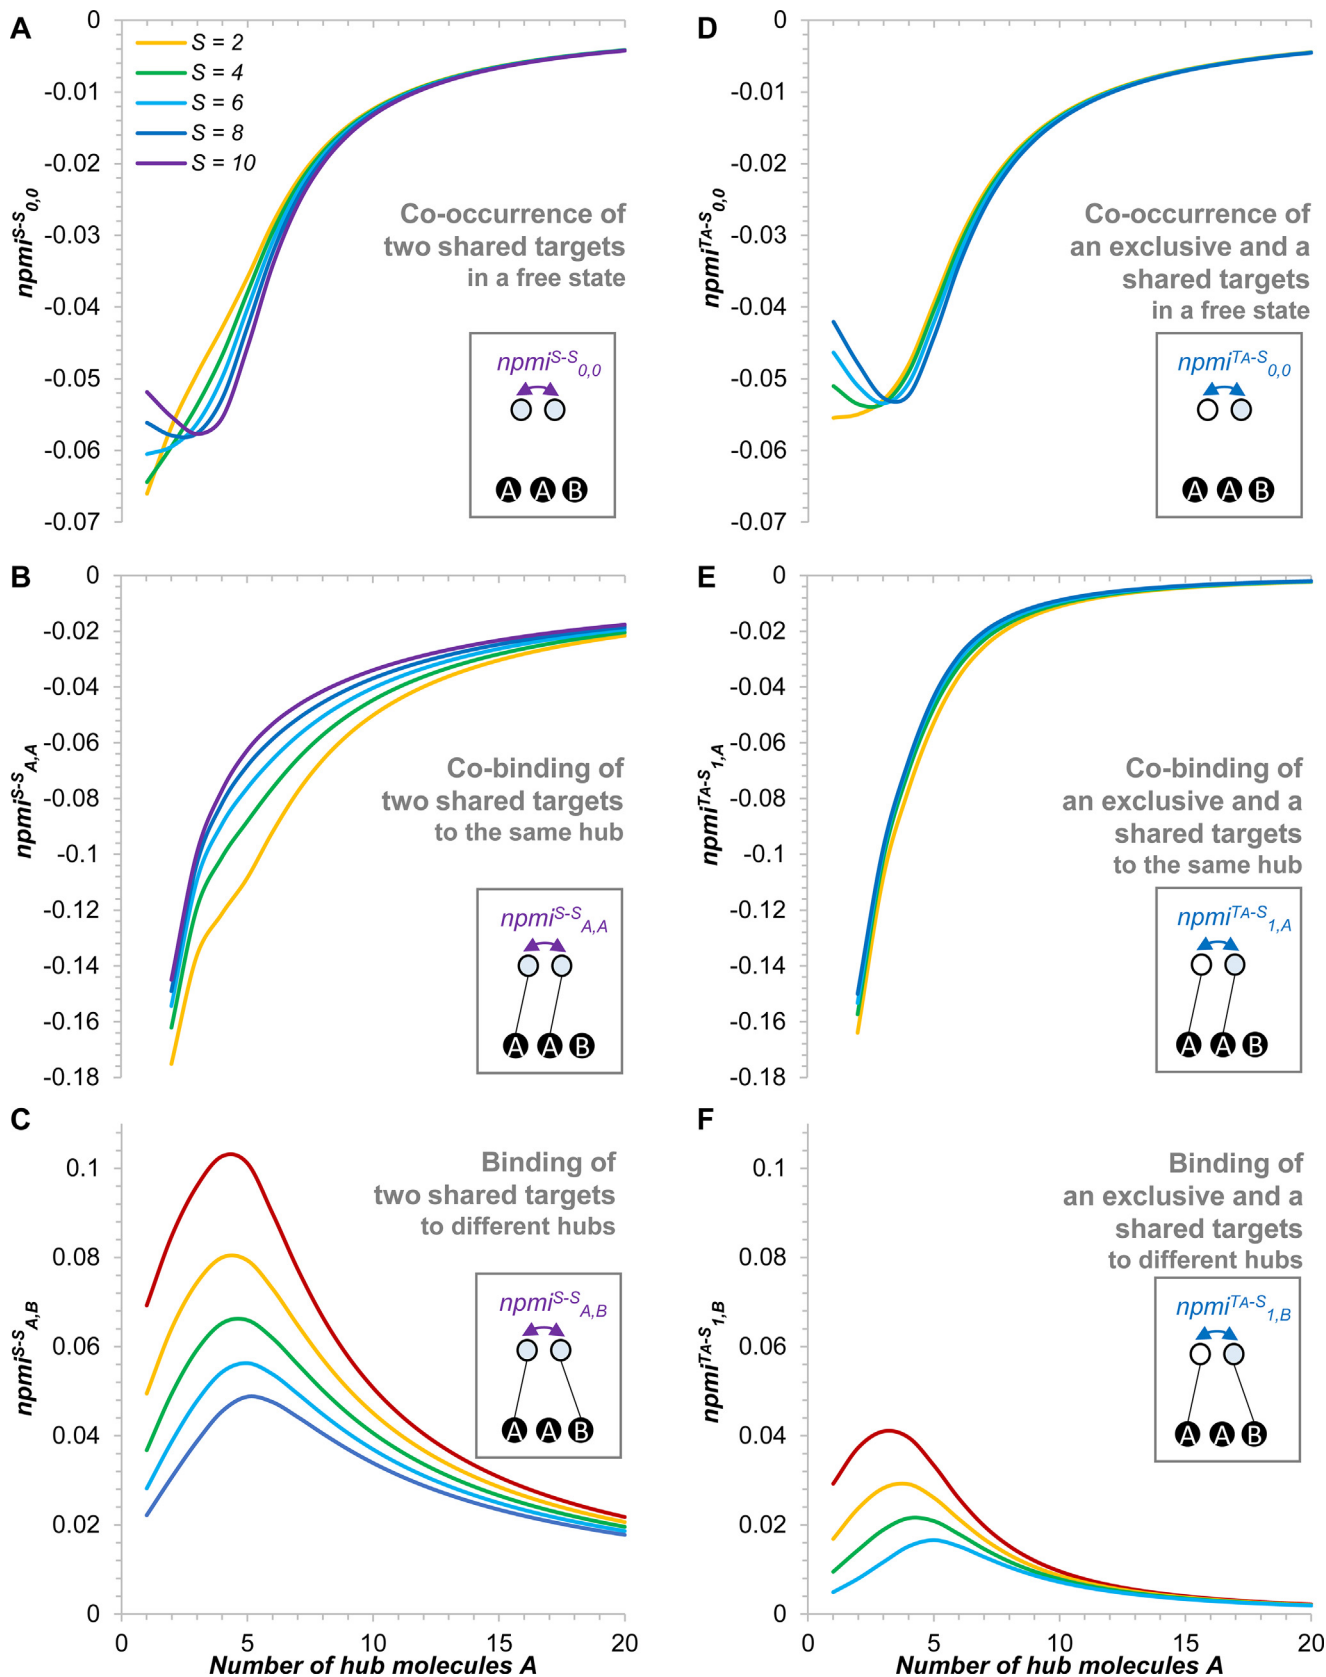 A
0
-0.01
-0.02
-0.03
-0.04
-0.05
-0.06
-0.07
npmi^S-S_0,0
S = 2
S = 4
S = 6
S = 8
S = 10
Co-occurrence of
two shared targets
in a free state
npmi^S-S_0,0
A A B
D
0
-0.01
-0.02
-0.03
-0.04
-0.05
-0.06
-0.07
npmi^TA-S_0,0
Co-occurrence of
an exclusive and a
shared targets
in a free state
npmi^TA-S_0,0
A A B
B
0
-0.02
-0.04
-0.06
-0.08
-0.1
-0.12
-0.14
-0.16
-0.18
npmi^S-S_A,A
Co-binding of
two shared targets
to the same hub
npmi^S-S_A,A
A A B
E
0
-0.02
-0.04
-0.06
-0.08
-0.1
-0.12
-0.14
-0.16
-0.18
npmi^TA-S_1,A
Co-binding of
an exclusive and a
shared targets
to the same hub
npmi^TA-S_1,A
A A B
C
0.1
0.08
0.06
0.04
0.02
0
npmi^S-S_A,B
Binding of
two shared targets
to different hubs
npmi^S-S_A,B
A A B
0 5 10 15 20
Number of hub molecules A
F
0.1
0.08
0.06
0.04
0.02
0
npmi^TA-S_1,B
Binding of
an exclusive and a
shared targets
to different hubs
npmi^TA-S_1,B
A A B
0 5 10 15 20
Number of hub molecules A